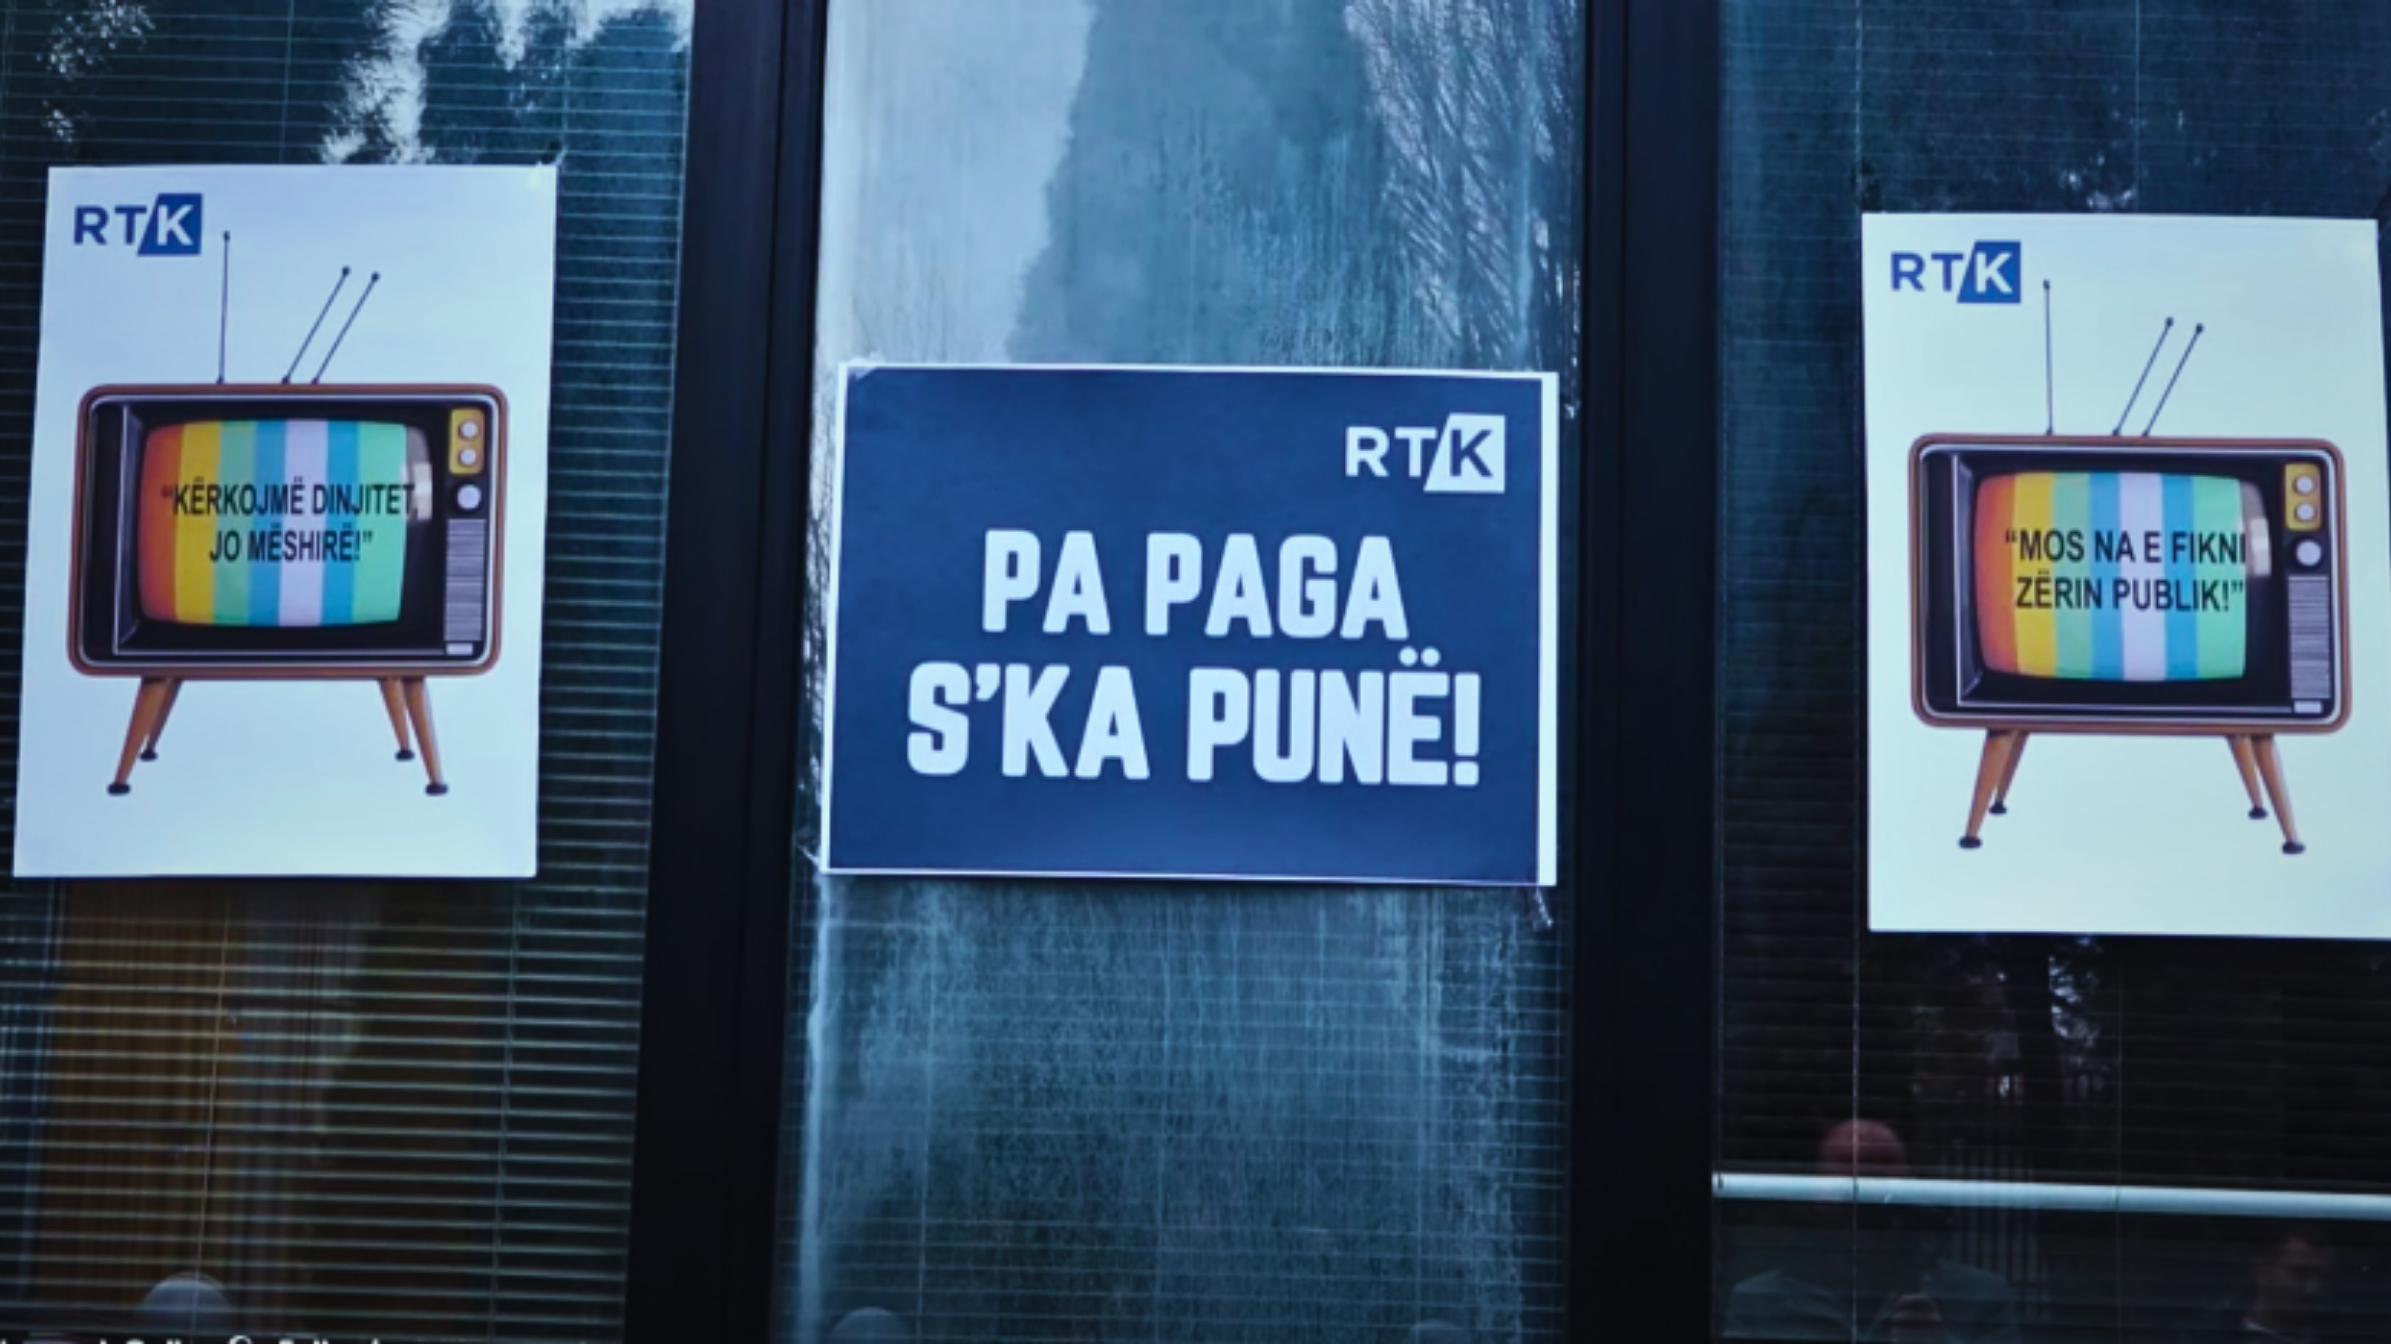 RTK
"KËRKOJMË DINJITET,
JO MËSHIRË!"
RTK
PA PAGA
S'KA PUNË!
RTK
"MOS NA E FIKNI
ZËRIN PUBLIK!"